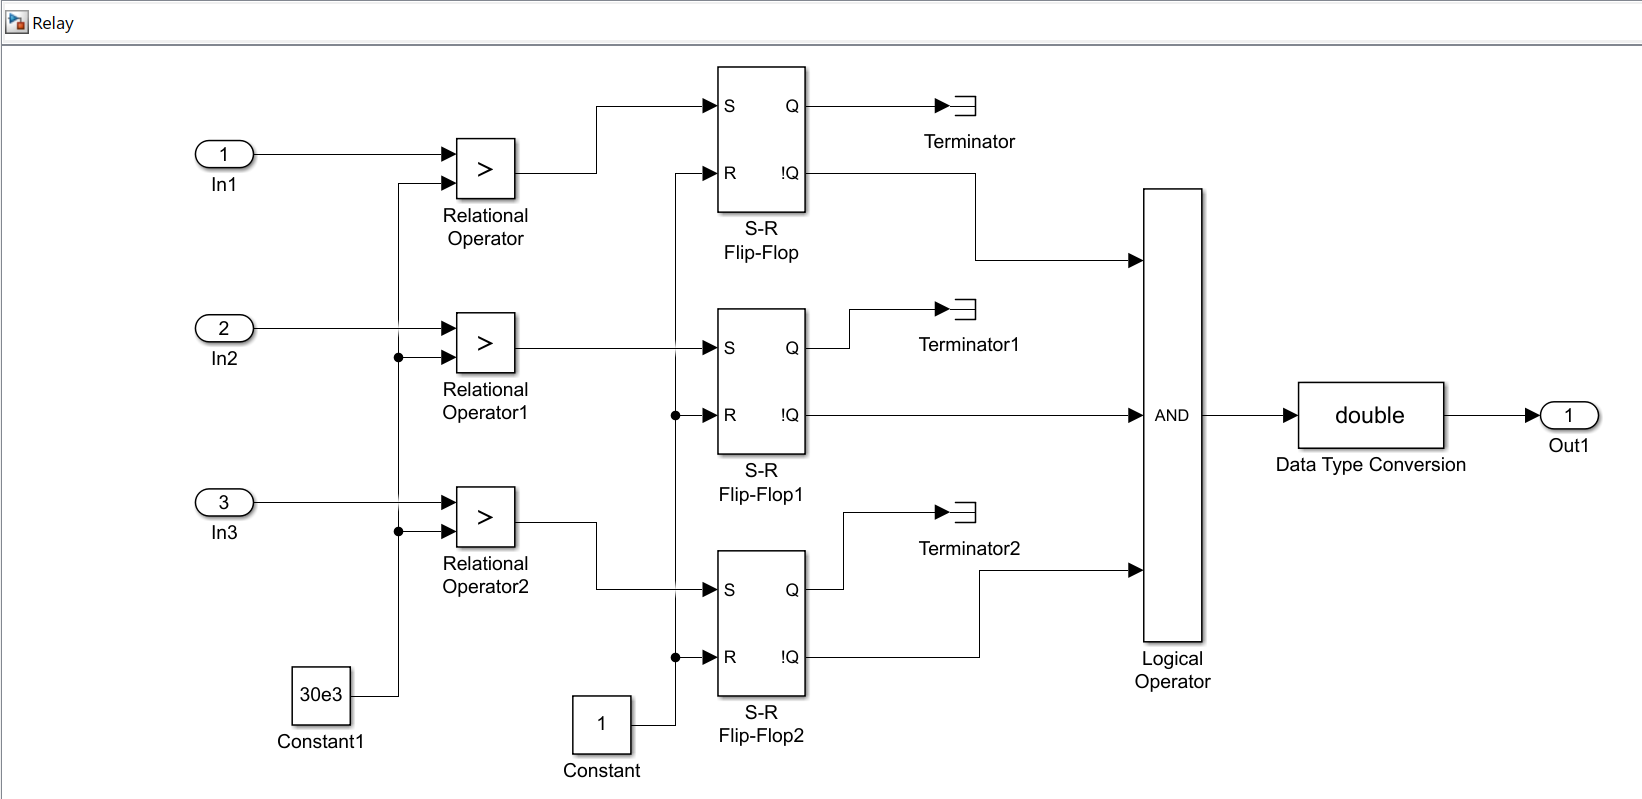 Relay
S
Q
Terminator
1
In1
>
Relational
Operator
R
!Q
S-R
Flip-Flop
2
In2
>
Relational
Operator1
S
Q
Terminator1
R
!Q
S-R
Flip-Flop1
AND
double
Data Type Conversion
1
Out1
3
In3
>
Relational
Operator2
Terminator2
S
Q
R
!Q
S-R
Flip-Flop2
Logical
Operator
30e3
Constant1
1
Constant